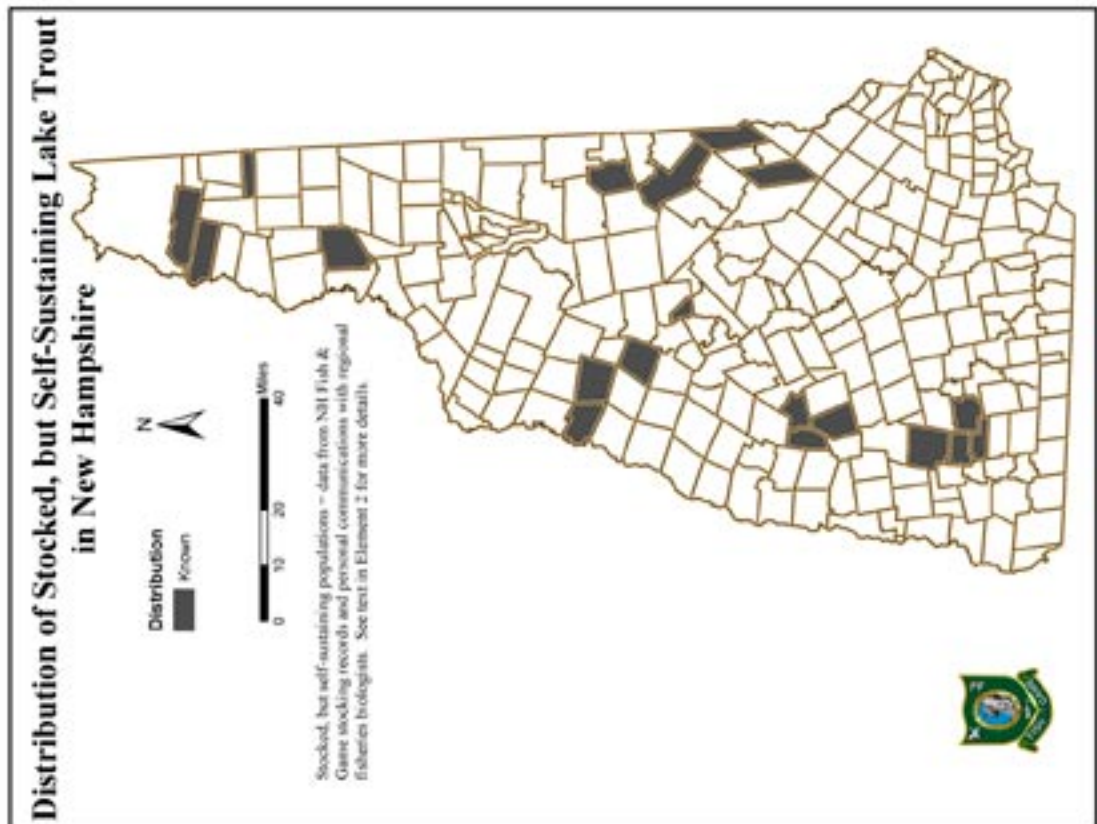 Distribution of Stocked, but Self-Sustaining Lake Trout
in New Hampshire
N
Distribution
Known
0 10 20 40
Miles
Stocked, but self-sustaining populations - data from NH Fish &
Game stocking records and personal communications with regional
fisheries biologists. See text in Element 2 for more details.